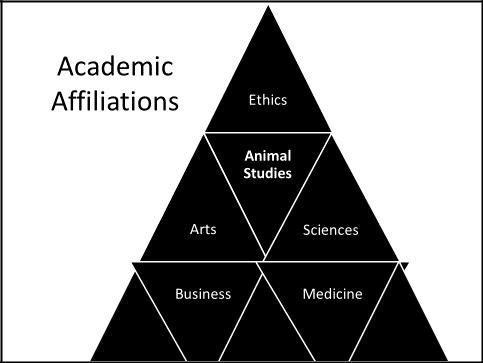 Academic
Affiliations
Ethics
Animal
Studies
Arts
Sciences
Business
Medicine